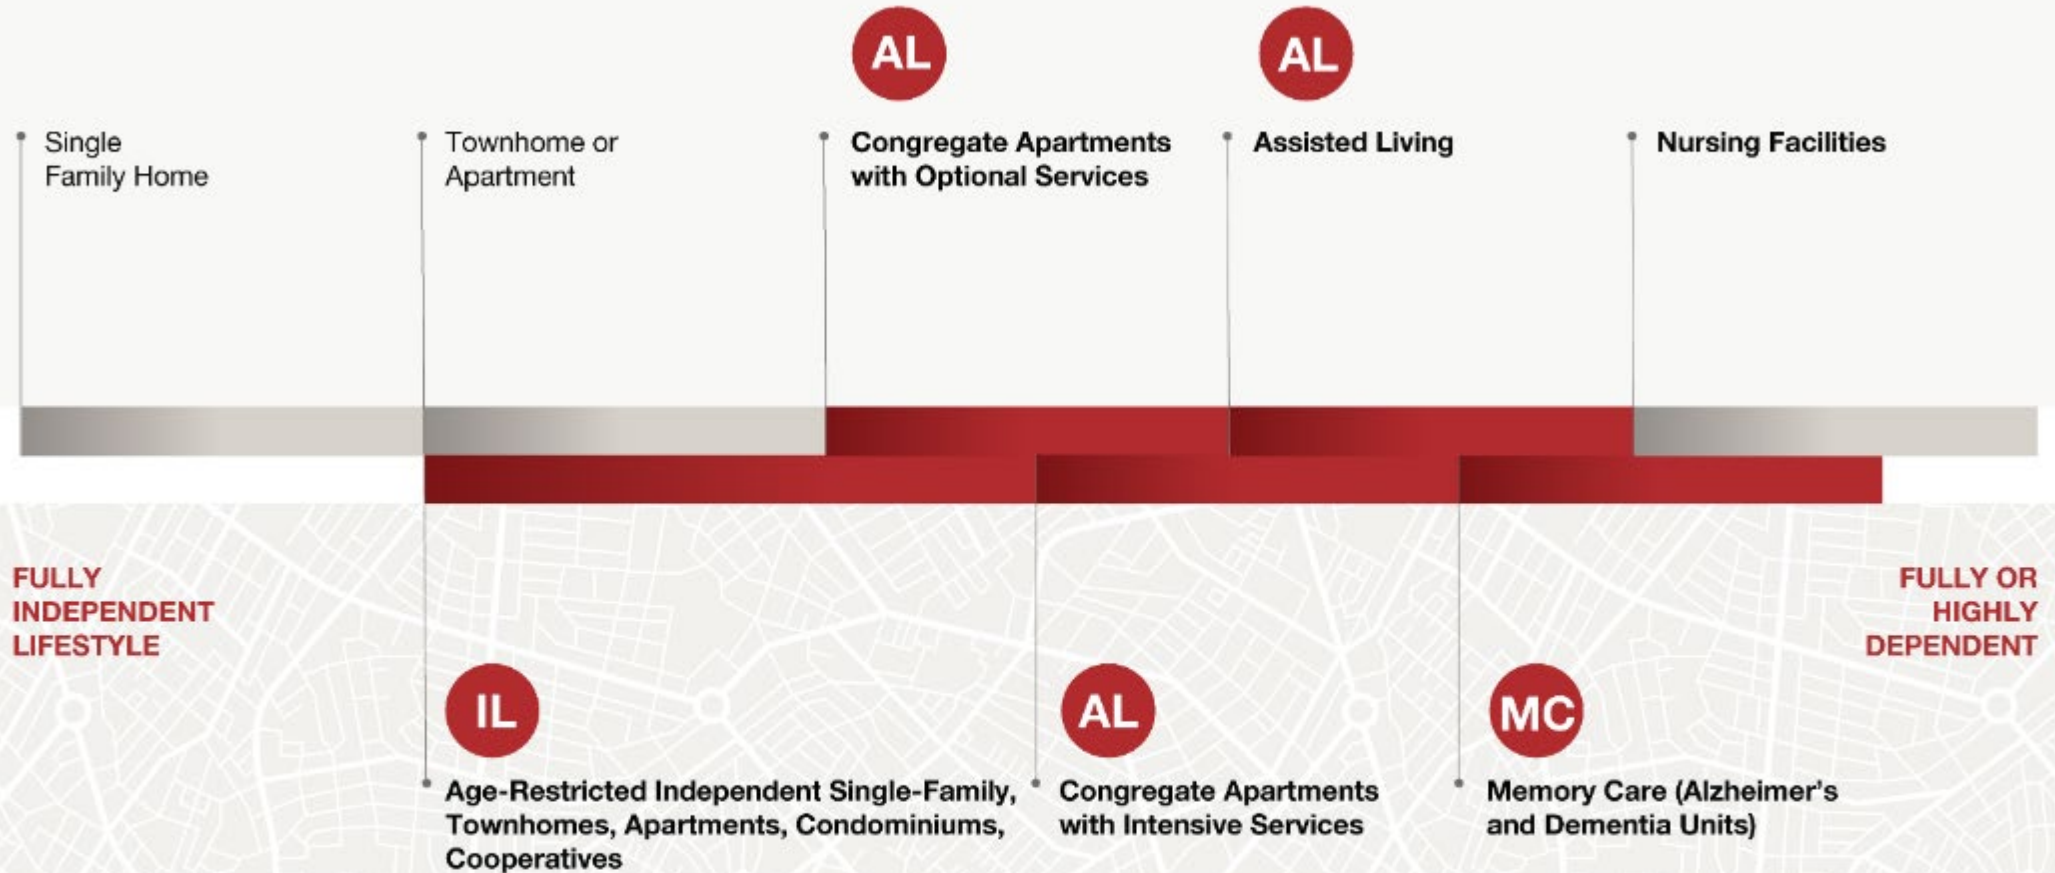 AL
AL
Single
Family Home
Townhome or
Apartment
Congregate Apartments
with Optional Services
Assisted Living
Nursing Facilities
FULLY
INDEPENDENT
LIFESTYLE
FULLY OR
HIGHLY
DEPENDENT
IL
Age-Restricted Independent Single-Family,
Townhomes, Apartments, Condominiums,
Cooperatives
AL
Congregate Apartments
with Intensive Services
MC
Memory Care (Alzheimer's
and Dementia Units)